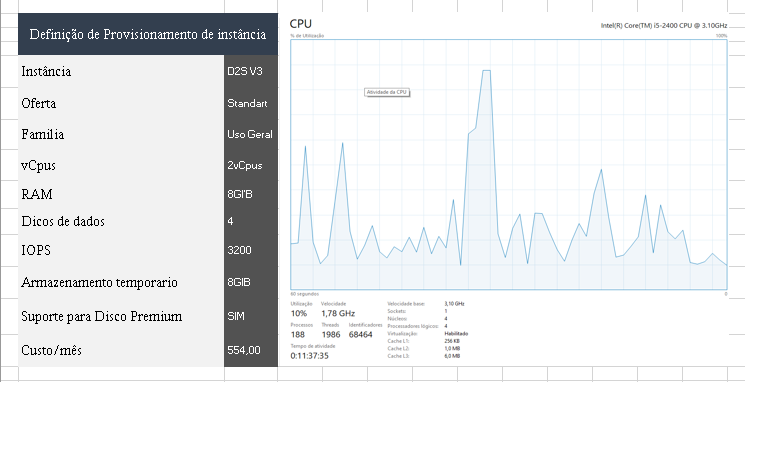 Definição de Provisionamento de instância
Instância D2S V3
Oferta Standart
Familia Uso Geral
vCpus 2vCpus
RAM 8GI'B
Dicos de dados 4
IOPS 3200
Armazenamento temporario 8GIB
Suporte para Disco Premium SIM
Custo/mês 554,00
CPU Intel(R) Core(TM) i5-2400 CPU @ 3.10GHz
% de Utilização 100%
Atividade da CPU
60 segundos 0
Utilização Velocidade
10% 1,78 GHz
Processos Threads Identificadores
188 1986 68464
Tempo de atividade
0:11:37:35
Velocidade base: 3,10 GHz
Sockets: 1
Núcleos: 4
Processadores lógicos: 4
Virtualização: Habilitado
Cache L1: 256 KB
Cache L2: 1,0 MB
Cache L3: 6,0 MB